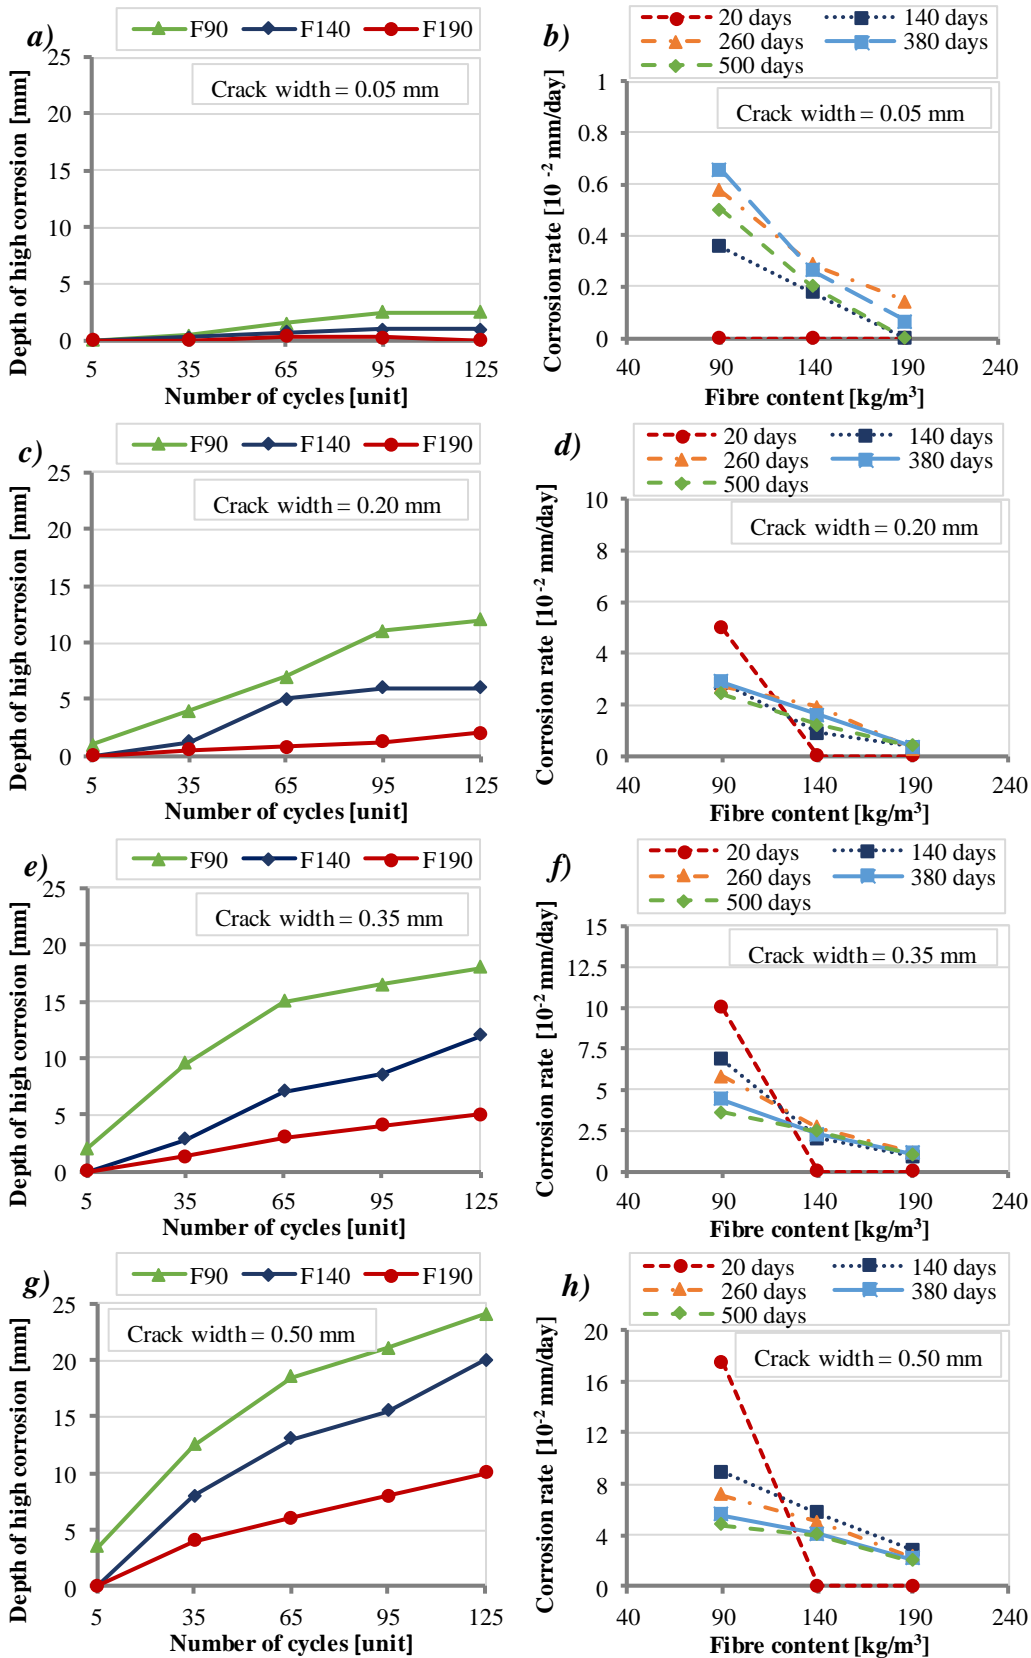 a)
F90 F140 F190
Crack width = 0.05 mm
Depth of high corrosion [mm]
25
20
15
10
5
0
5 35 65 95 125
Number of cycles [unit]
b)
20 days 140 days
260 days 380 days
500 days
Crack width = 0.05 mm
Corrosion rate [10 -2 mm/day]
1
0.8
0.6
0.4
0.2
0
40 90 140 190 240
Fibre content [kg/m³]
c)
F90 F140 F190
Crack width = 0.20 mm
Depth of high corrosion [mm]
25
20
15
10
5
0
5 35 65 95 125
Number of cycles [unit]
d)
20 days 140 days
260 days 380 days
500 days
Crack width = 0.20 mm
Corrosion rate [10-2 mm/day]
10
8
6
4
2
0
40 90 140 190 240
Fibre content [kg/m³]
e)
F90 F140 F190
Crack width = 0.35 mm
Depth of high corrosion [mm]
25
20
15
10
5
0
5 35 65 95 125
Number of cycles [unit]
f)
20 days 140 days
260 days 380 days
500 days
Crack width = 0.35 mm
Corrosion rate [10-2 mm/day]
15
12.5
10
7.5
5
2.5
0
40 90 140 190 240
Fibre content [kg/m³]
g)
F90 F140 F190
Crack width = 0.50 mm
Depth of high corrosion [mm]
25
20
15
10
5
0
5 35 65 95 125
Number of cycles [unit]
h)
20 days 140 days
260 days 380 days
500 days
Crack width = 0.50 mm
Corrosion rate [10-2 mm/day]
20
16
12
8
4
0
40 90 140 190 240
Fibre content [kg/m³]